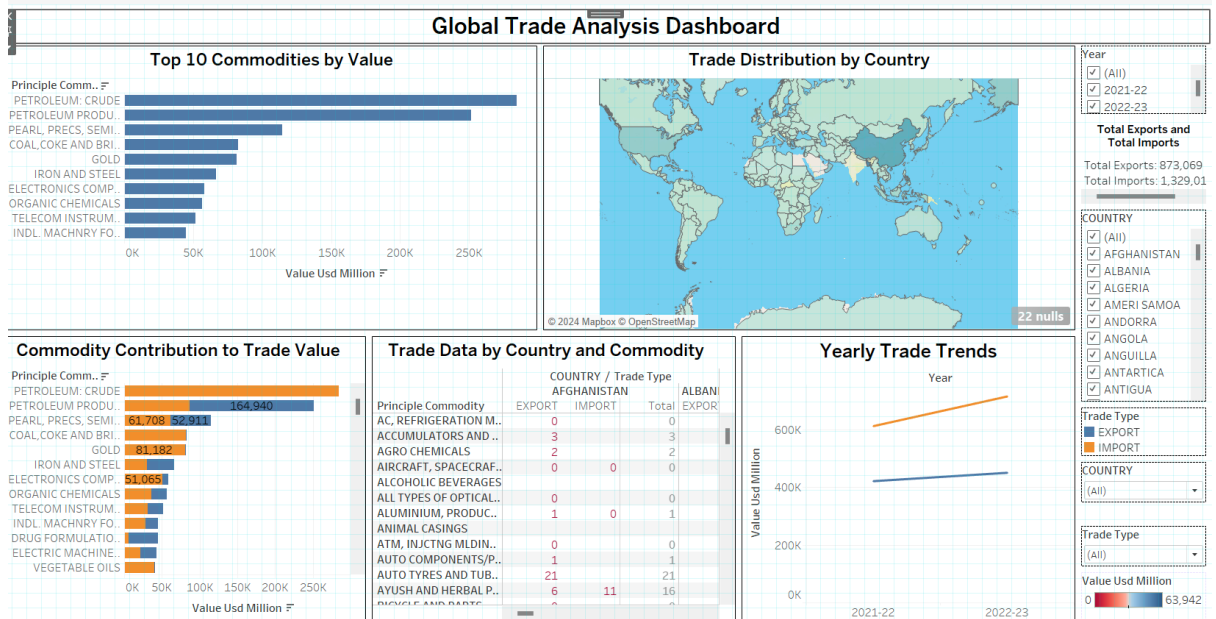 Global Trade Analysis Dashboard
Top 10 Commodities by Value
Principle Comm..
PETROLEUM: CRUDE
PETROLEUM PRODU..
PEARL, PRECS, SEMI..
COAL,COKE AND BRI..
GOLD
IRON AND STEEL
ELECTRONICS COMP..
ORGANIC CHEMICALS
TELECOM INSTRUM..
INDL. MACHNRY FO..
0K 50K 100K 150K 200K 250K
Value Usd Million
Trade Distribution by Country
© 2024 Mapbox © OpenStreetMap
22 nulls
Year
(All)
2021-22
2022-23
Total Exports and
Total Imports
Total Exports: 873,069
Total Imports: 1,329,01
COUNTRY
(All)
AFGHANISTAN
ALBANIA
ALGERIA
AMERI SAMOA
ANDORRA
ANGOLA
ANGUILLA
ANTARTICA
ANTIGUA
Commodity Contribution to Trade Value
Principle Comm..
PETROLEUM: CRUDE
PETROLEUM PRODU.. 164,940
PEARL, PRECS, SEMI.. 61,708 52,911
COAL,COKE AND BRI..
GOLD 81,182
IRON AND STEEL
ELECTRONICS COMP.. 51,065
ORGANIC CHEMICALS
TELECOM INSTRUM..
INDL. MACHNRY FO..
DRUG FORMULATIO..
ELECTRIC MACHINE..
VEGETABLE OILS
0K 50K 100K 150K 200K 250K
Value Usd Million
Trade Data by Country and Commodity
COUNTRY / Trade Type
AFGHANISTAN ALBANI
Principle Commodity EXPORT IMPORT Total EXPOR
AC, REFRIGERATION M.. 0 0
ACCUMULATORS AND .. 3 3
AGRO CHEMICALS 2 2
AIRCRAFT, SPACECRAF.. 0 0 0
ALCOHOLIC BEVERAGES
ALL TYPES OF OPTICAL.. 0 0
ALUMINIUM, PRODUC.. 1 0 1
ANIMAL CASINGS
ATM, INJCTNG MLDIN.. 0 0
AUTO COMPONENTS/P.. 1 1
AUTO TYRES AND TUB.. 21 21
AYUSH AND HERBAL P.. 6 11 16
Yearly Trade Trends
Year
Value Usd Million
600K
400K
200K
0K
2021-22 2022-23
Trade Type
EXPORT
IMPORT
COUNTRY
(All)
Trade Type
(All)
Value Usd Million
0 63,942